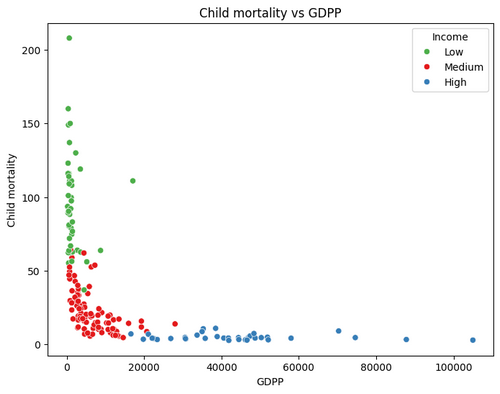 Child mortality vs GDPP
Income
Low
Medium
High
200
150
100
50
0
Child mortality
0
20000
40000
60000
80000
100000
GDPP